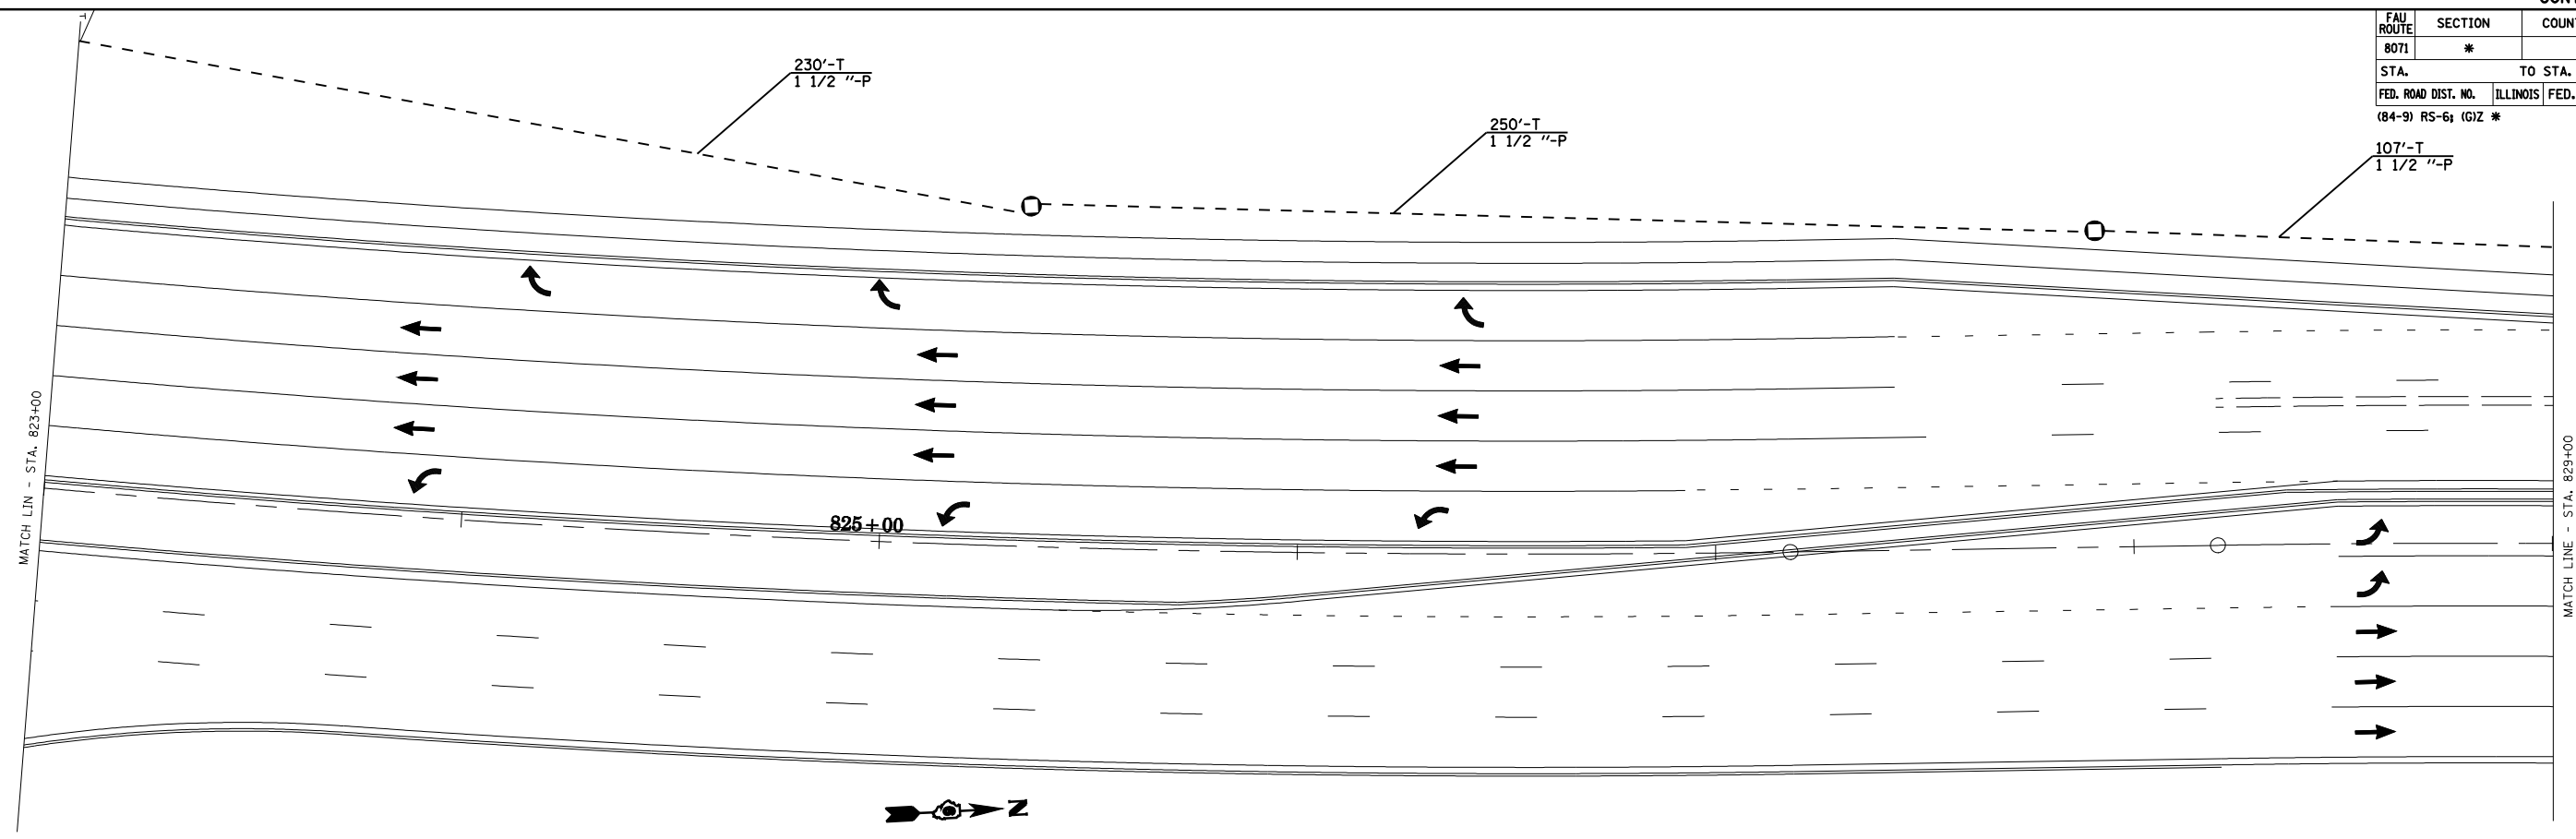 FAU ROUTE SECTION
8071 *
STA. TO STA.
FED. ROAD DIST. NO. ILLINOIS FED.
(84-9) RS-6; (G)Z *
230'-T
1 1/2 "-P
250'-T
1 1/2 "-P
107'-T
1 1/2 "-P
MATCH LIN - STA. 823+00
825+00
MATCH LINE - STA. 829+00
N